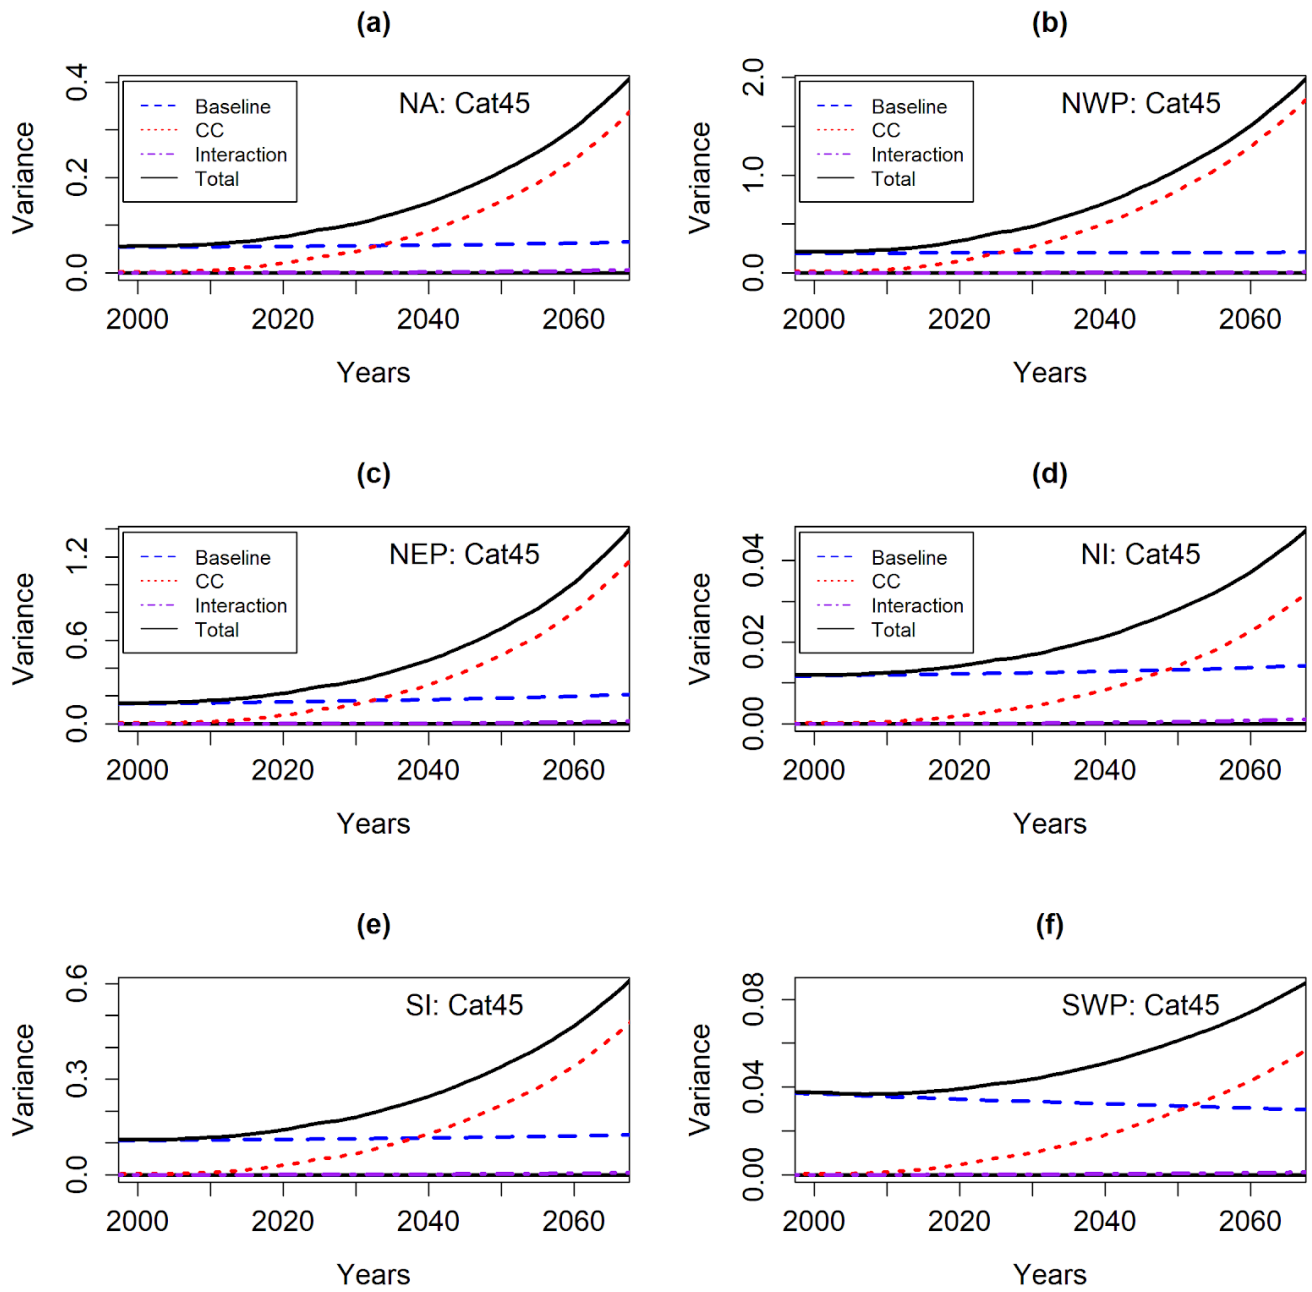 (a)
Variance
0.0 0.2 0.4
Baseline
CC
Interaction
Total
NA: Cat45
2000 2020 2040 2060
Years
(b)
Variance
0.0 1.0 2.0
Baseline
CC
Interaction
Total
NWP: Cat45
2000 2020 2040 2060
Years
(c)
Variance
0.0 0.6 1.2
Baseline
CC
Interaction
Total
NEP: Cat45
2000 2020 2040 2060
Years
(d)
Variance
0.00 0.02 0.04
Baseline
CC
Interaction
Total
NI: Cat45
2000 2020 2040 2060
Years
(e)
Variance
0.0 0.3 0.6
SI: Cat45
2000 2020 2040 2060
Years
(f)
Variance
0.00 0.04 0.08
SWP: Cat45
2000 2020 2040 2060
Years